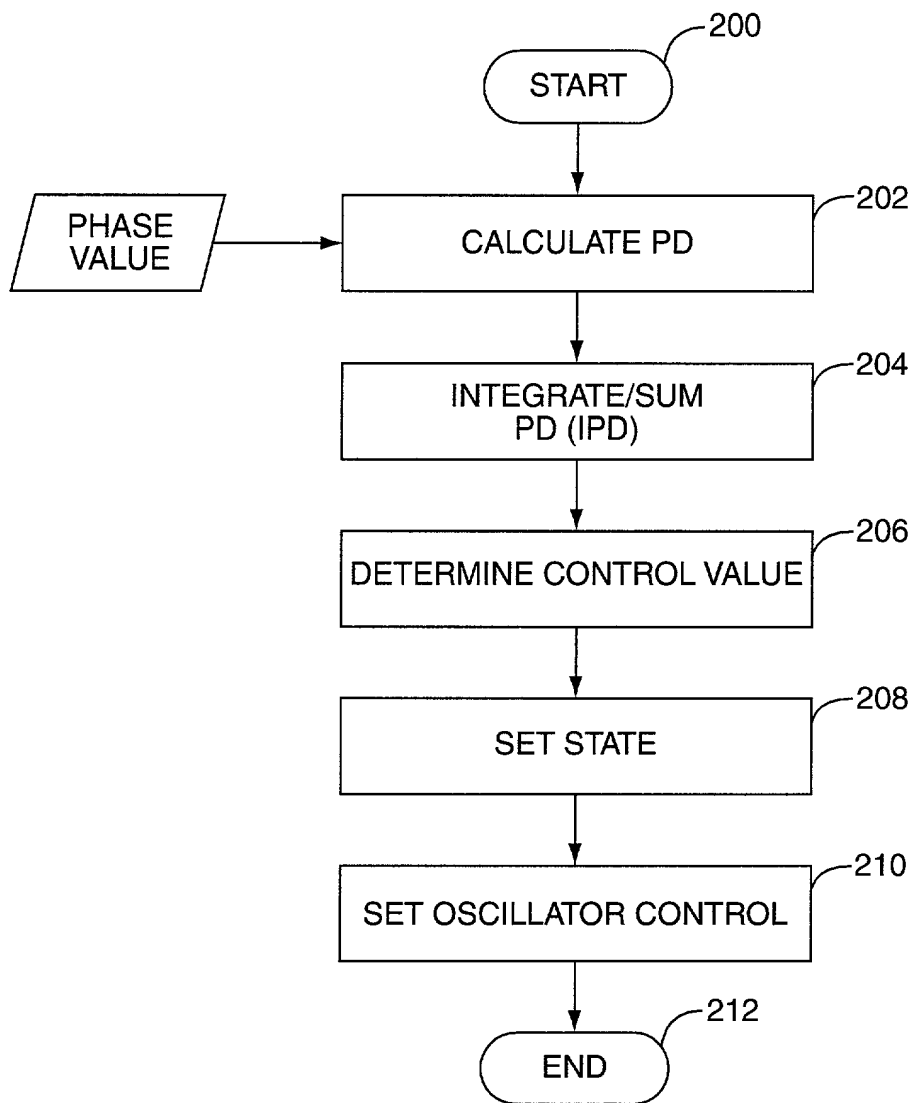 200
START
202
PHASE
VALUE
CALCULATE PD
204
INTEGRATE/SUM
PD (IPD)
206
DETERMINE CONTROL VALUE
208
SET STATE
210
SET OSCILLATOR CONTROL
212
END